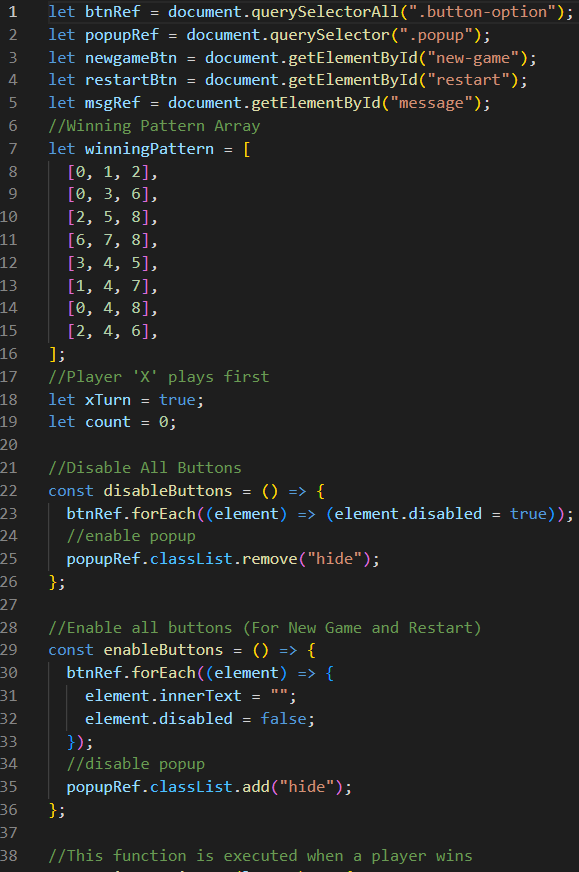 1 let btnRef = document.querySelectorAll(".button-option");
2 let popupRef = document.querySelector(".popup");
3 let newgameBtn = document.getElementById("new-game");
4 let restartBtn = document.getElementById("restart");
5 let msgRef = document.getElementById("message");
6 //Winning Pattern Array
7 let winningPattern = [
8   [0, 1, 2],
9   [0, 3, 6],
10   [2, 5, 8],
11   [6, 7, 8],
12   [3, 4, 5],
13   [1, 4, 7],
14   [0, 4, 8],
15   [2, 4, 6],
16 ];
17 //Player 'X' plays first
18 let xTurn = true;
19 let count = 0;
20
21 //Disable All Buttons
22 const disableButtons = () => {
23   btnRef.forEach((element) => (element.disabled = true));
24   //enable popup
25   popupRef.classList.remove("hide");
26 };
27
28 //Enable all buttons (For New Game and Restart)
29 const enableButtons = () => {
30   btnRef.forEach((element) => {
31     element.innerText = "";
32     element.disabled = false;
33   });
34   //disable popup
35   popupRef.classList.add("hide");
36 };
37
38 //This function is executed when a player wins